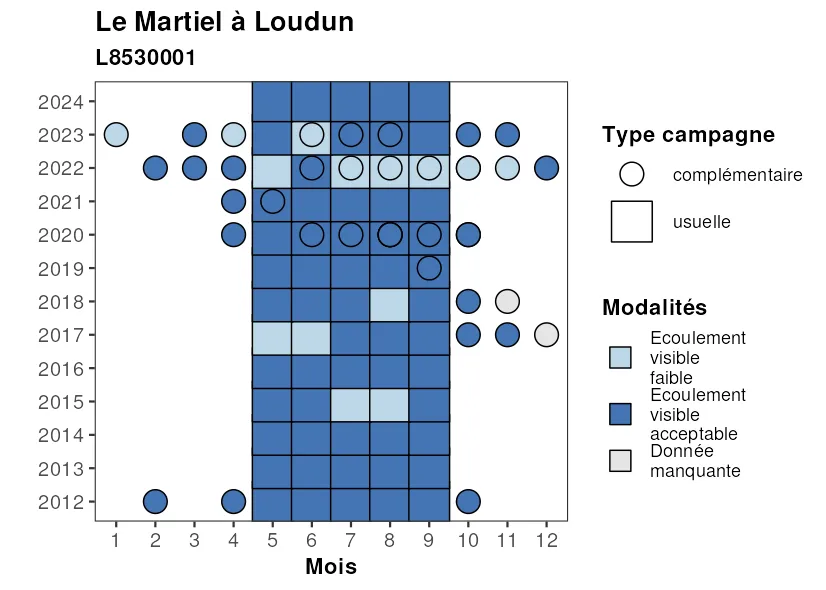 Le Martiel à Loudun
L8530001
2024
2023
2022
2021
2020
2019
2018
2017
2016
2015
2014
2013
2012
1 2 3 4 5 6 7 8 9 10 11 12
Mois
Type campagne
complémentaire
usuelle
Modalités
Ecoulement
visible
faible
Ecoulement
visible
acceptable
Donnée
manquante